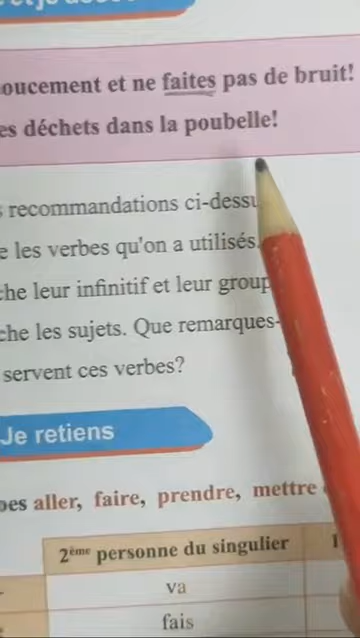 oucement et ne faites pas de bruit!
es déchets dans la poubelle!
recommandations ci-dessu
e les verbes qu'on a utilisés.
che leur infinitif et leur group
che les sujets. Que remarques-
servent ces verbes?
Je retiens
bes aller, faire, prendre, mettre
2ème personne du singulier
va
fais